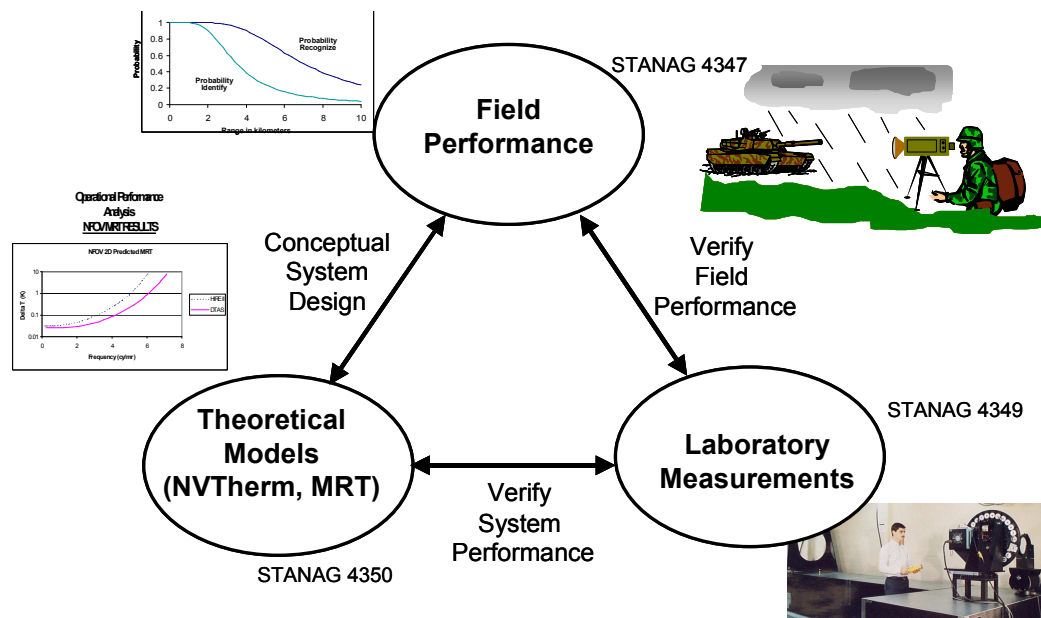 1
0.8
0.6
0.4
0.2
0
Probability
Probability
Recognize
Probability
Identify
0 2 4 6 8 10
Range in kilometers
STANAG 4347
Field
Performance
Operational Performance
Analysis
NFOV MRT RESULTS
NFOV 2D Predicted MRT
10
1
0.1
0.01
Delta T (K)
0 2 4 6 8
Frequency (cy/mr)
HIRE II
DTAS
Conceptual
System
Design
Verify
Field
Performance
Theoretical
Models
(NVTherm, MRT)
STANAG 4349
Laboratory
Measurements
Verify
System
Performance
STANAG 4350